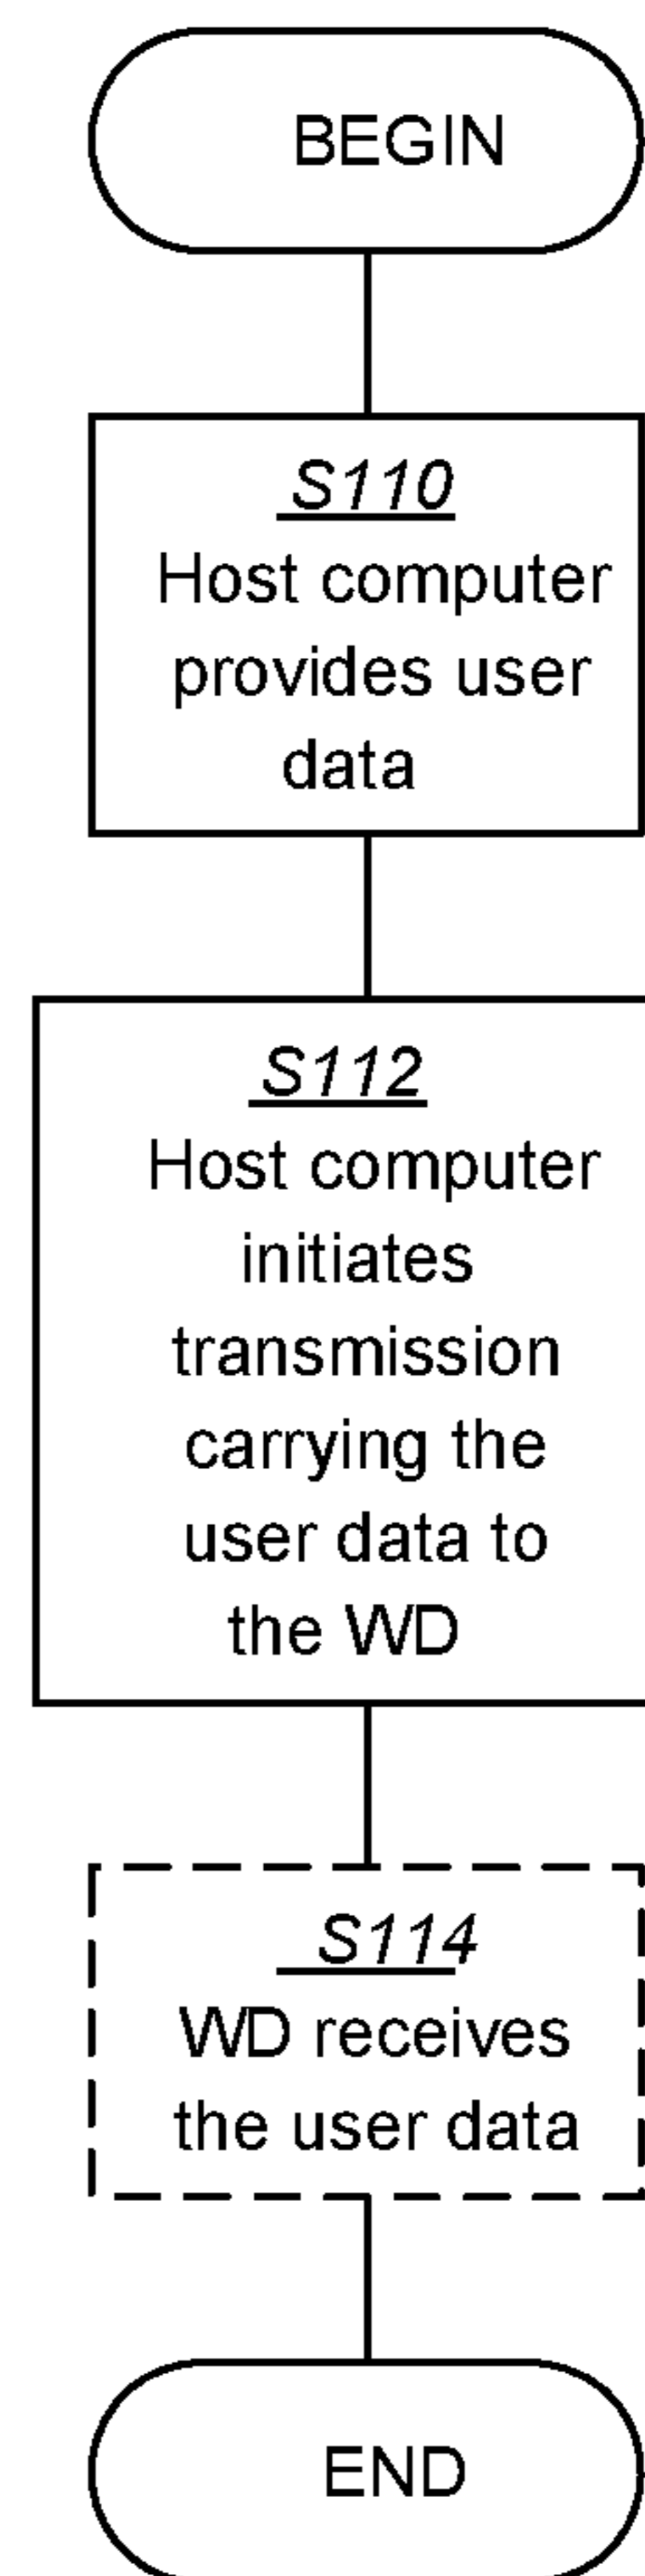 BEGIN
S110
Host computer
provides user
data
S112
Host computer
initiates
transmission
carrying the
user data to
the WD
S114
WD receives
the user data
END